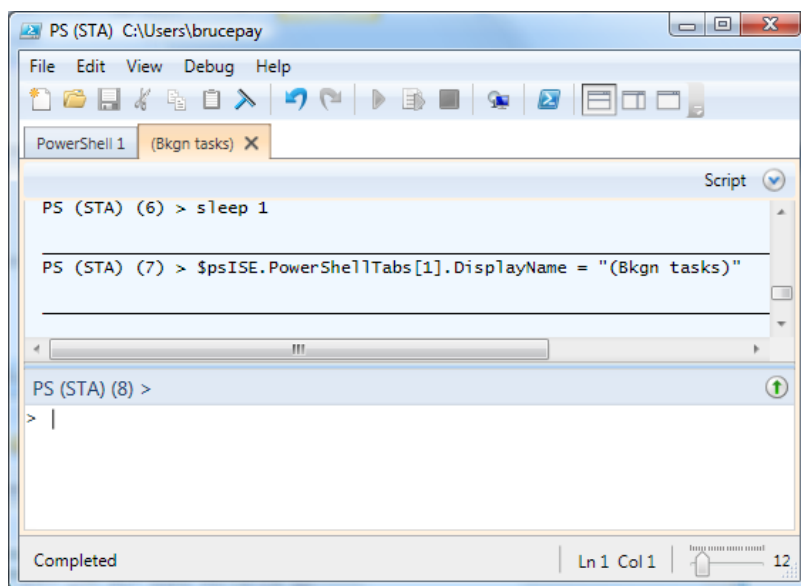 PS (STA) C:\Users\brucepay
File Edit View Debug Help
PowerShell 1 (Bkgn tasks)
Script
PS (STA) (6) > sleep 1
PS (STA) (7) > $psISE.PowerShellTabs[1].DisplayName = "(Bkgn tasks)"
PS (STA) (8) >
>
Completed Ln 1 Col 1 12